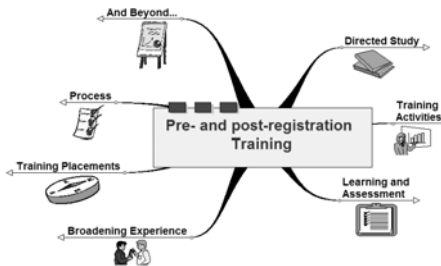 And Beyond...
Directed Study
Process
Pre- and post-registration
Training
Training
Activities
Training Placements
Learning and
Assessment
Broadening Experience